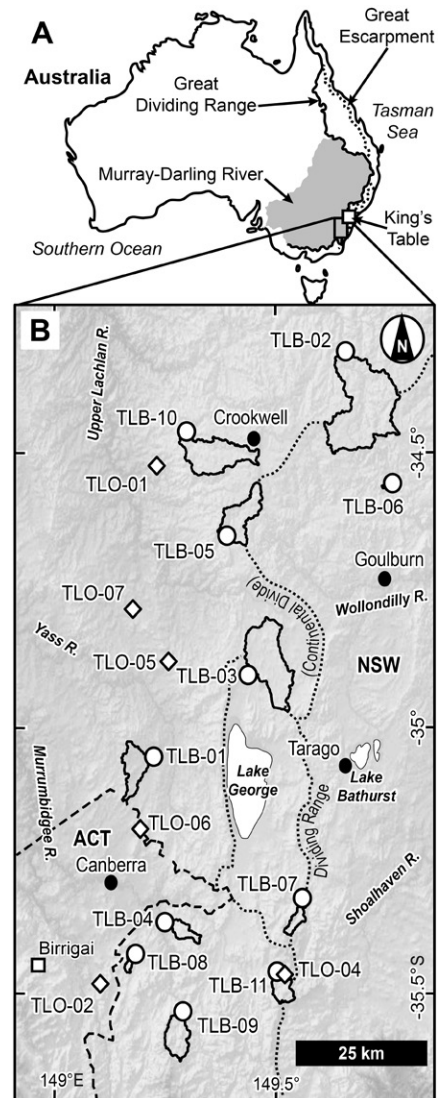 A
Australia
Great
Escarpment
Great
Dividing Range
Tasman
Sea
Murray-Darling River
King's
Table
Southern Ocean
B
N
TLB-02
Upper Lachlan R.
TLB-10
Crookwell
-34.5°
TLO-01
TLB-06
TLB-05
Goulburn
TLO-07
(Continental Divide)
Wollondilly R.
Yass R.
TLO-05
NSW
TLB-03
-35°
Tarago
TLB-01
Lake
George
Lake
Bathurst
Murrumbidgee R.
Dividing Range
TLO-06
ACT
Canberra
TLB-07
Shoalhaven R.
TLB-04
Birrigai
TLB-08
TLO-04
TLB-11
TLO-02
-35.5°S
TLB-09
25 km
149°E
149.5°